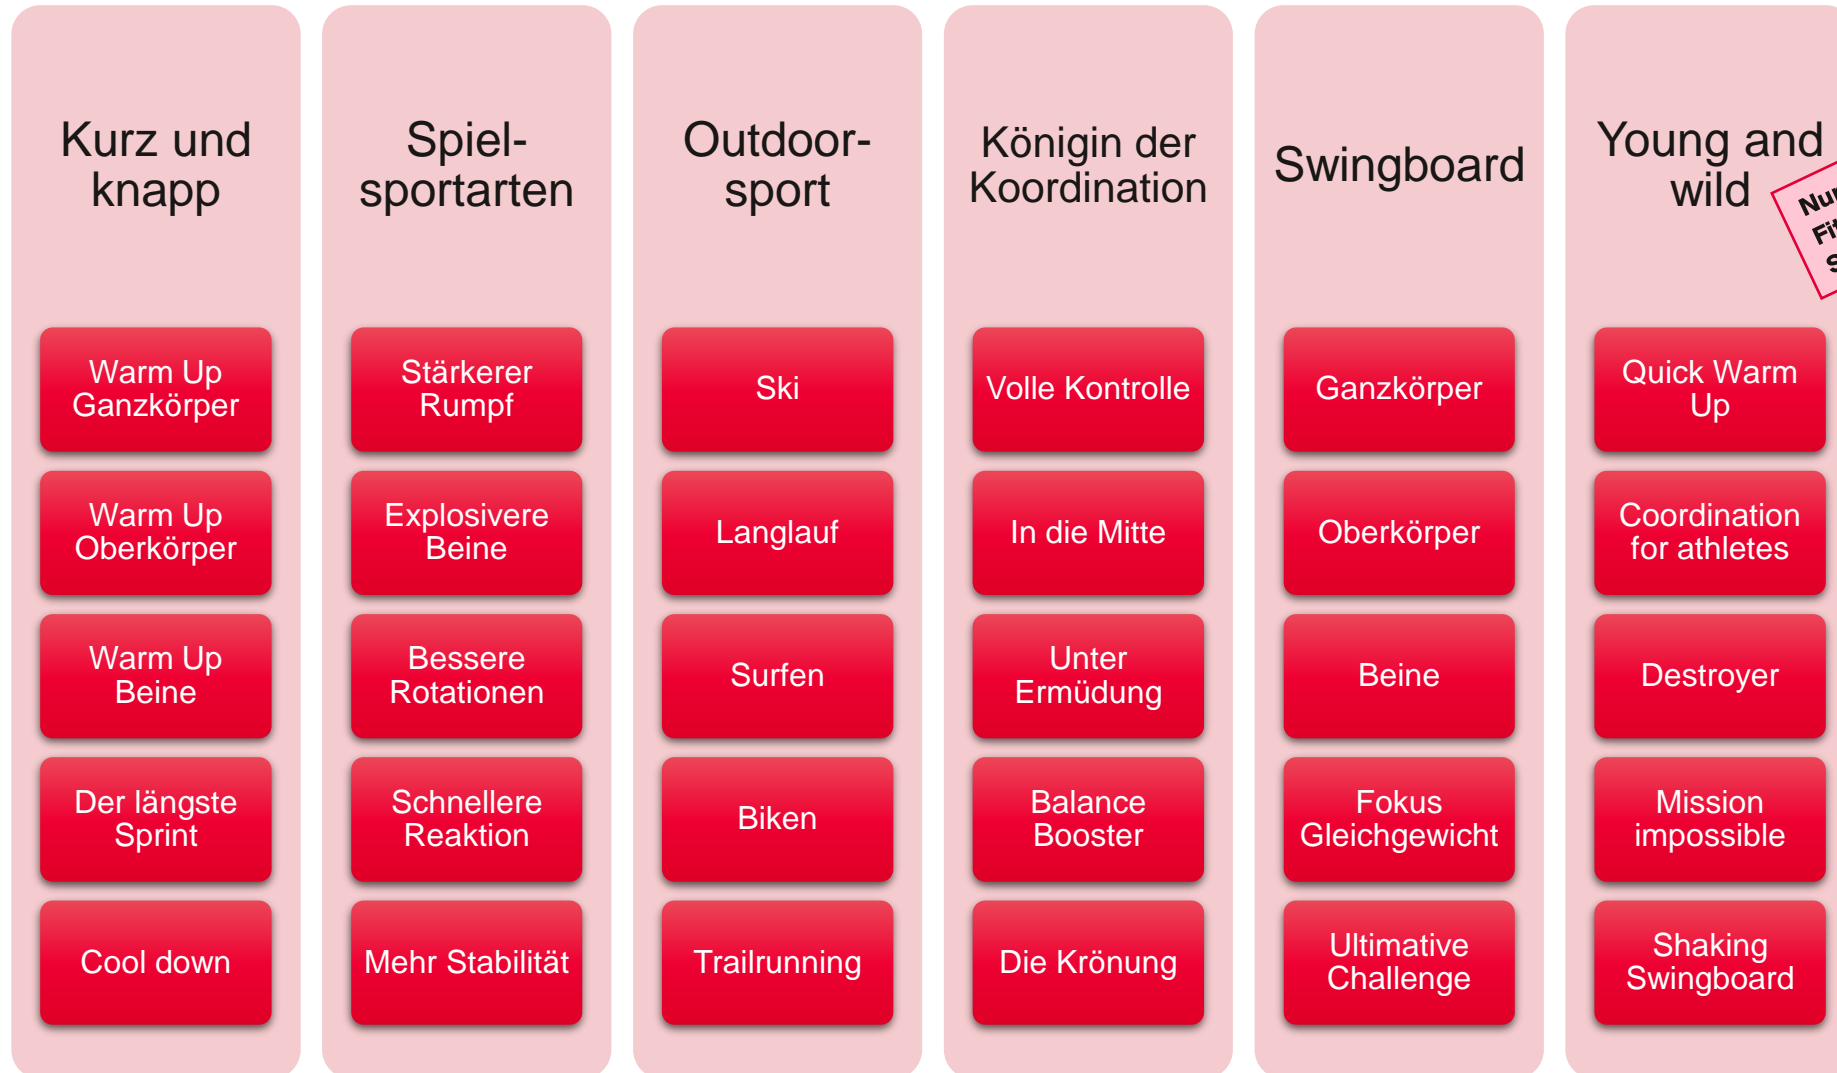 Kurz und
knapp
Warm Up
Ganzkörper
Warm Up
Oberkörper
Warm Up
Beine
Der längste
Sprint
Cool down
Spiel-
sportarten
Stärkerer
Rumpf
Explosivere
Beine
Bessere
Rotationen
Schnellere
Reaktion
Mehr Stabilität
Outdoor-
sport
Ski
Langlauf
Surfen
Biken
Trailrunning
Königin der
Koordination
Volle Kontrolle
In die Mitte
Unter
Ermüdung
Balance
Booster
Die Krönung
Swingboard
Ganzkörper
Oberkörper
Beine
Fokus
Gleichgewicht
Ultimative
Challenge
Young and
wild
Quick Warm
Up
Coordination
for athletes
Destroyer
Mission
impossible
Shaking
Swingboard